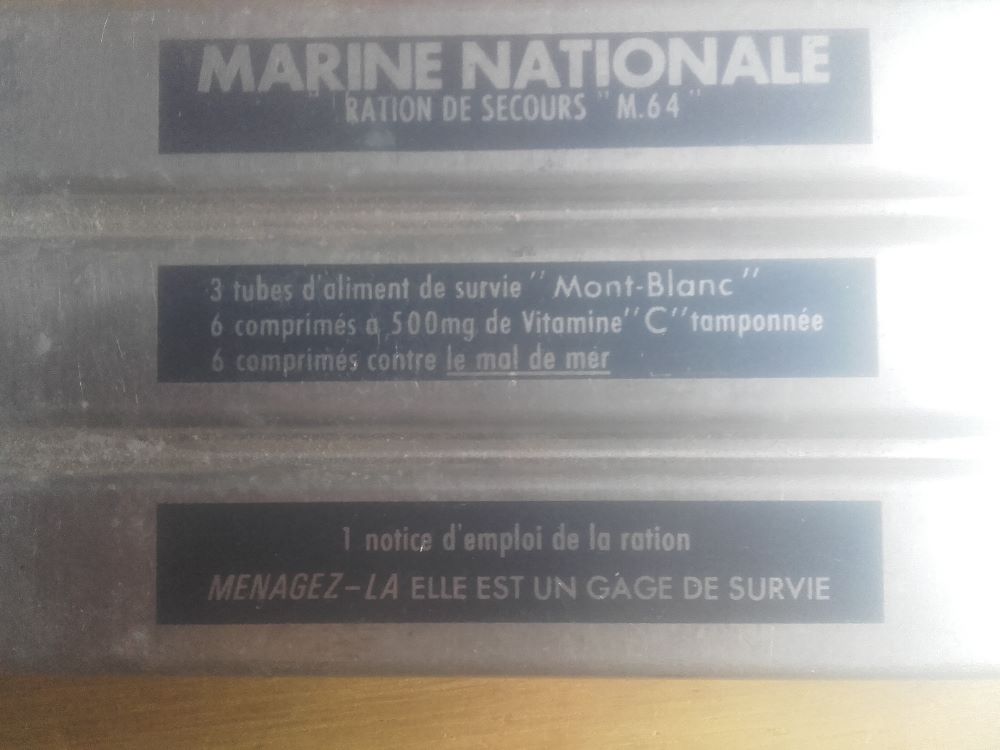 MARINE NATIONALE
"RATION DE SECOURS "M.64"
3 tubes d'aliment de survie "Mont-Blanc"
6 comprimés a 500mg de Vitamine "C" tamponnée
6 comprimés contre le mal de mer
1 notice d'emploi de la ration
MENAGEZ-LA ELLE EST UN GAGE DE SURVIE